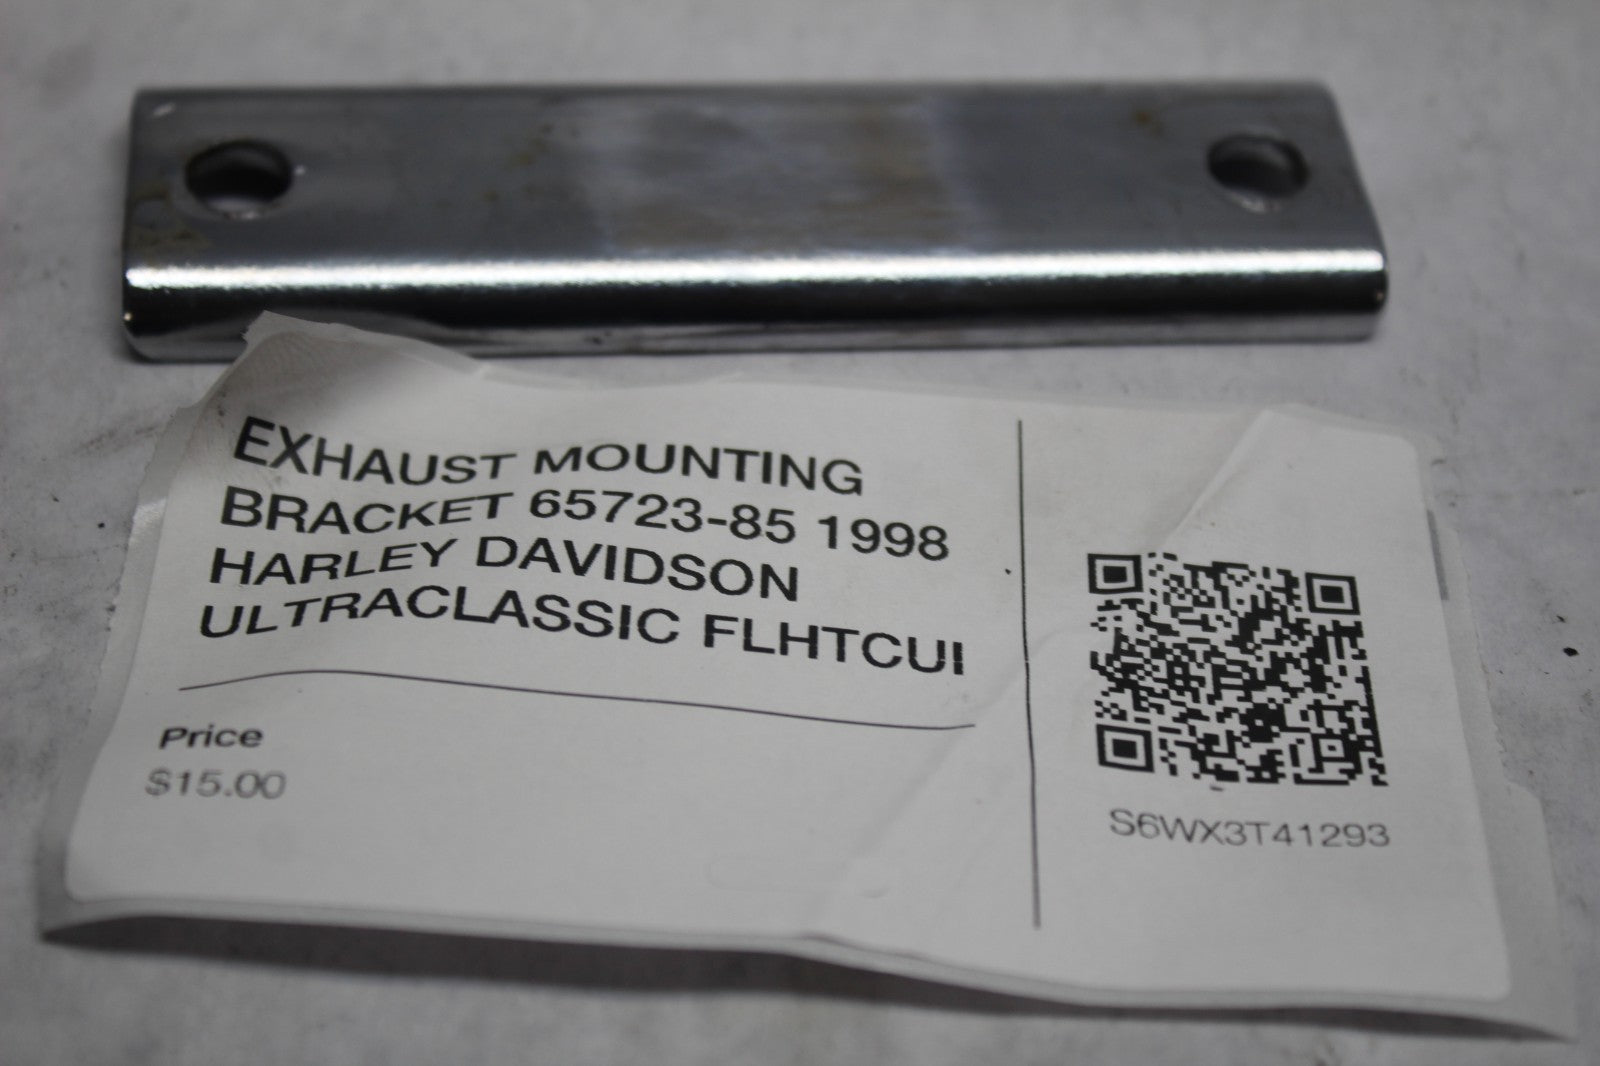 EXHAUST MOUNTING
BRACKET 65723-85 1998
HARLEY DAVIDSON
ULTRACLASSIC FLHTCUI
Price
$15.00
S6WX3T41293